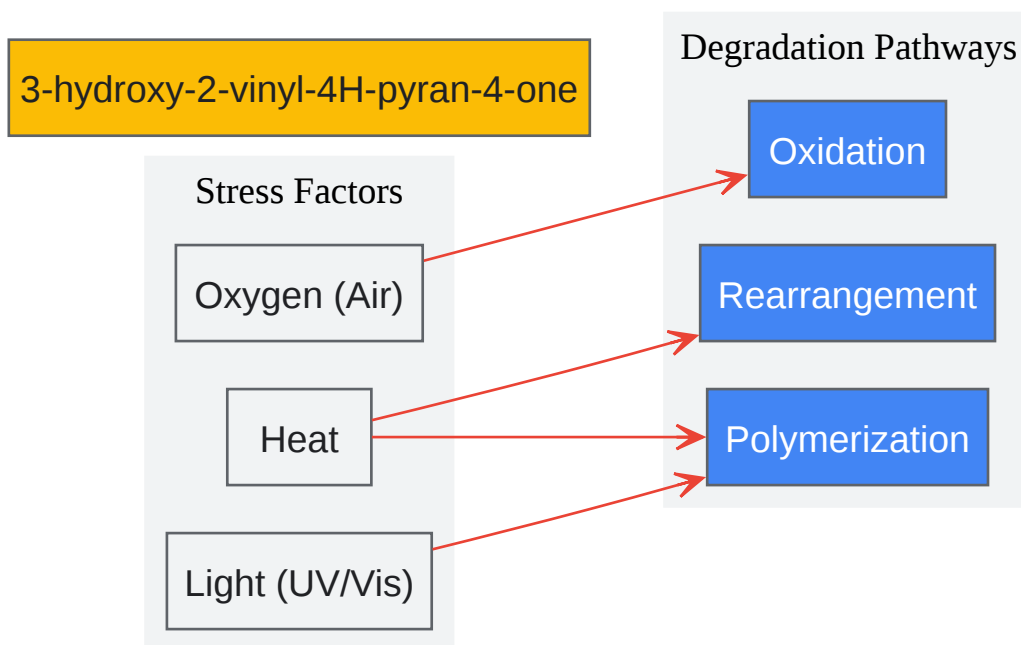 3-hydroxy-2-vinyl-4H-pyran-4-one
Stress Factors
Oxygen (Air)
Heat
Light (UV/Vis)
Degradation Pathways
Oxidation
Rearrangement
Polymerization